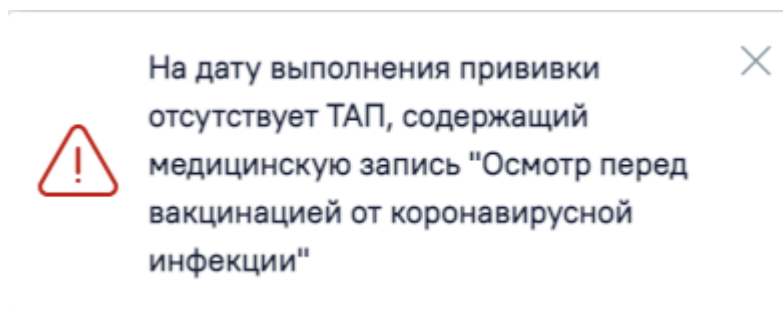 На дату выполнения прививки
отсутствует ТАП, содержащий
медицинскую запись "Осмотр перед
вакцинацией от коронавирусной
инфекции"